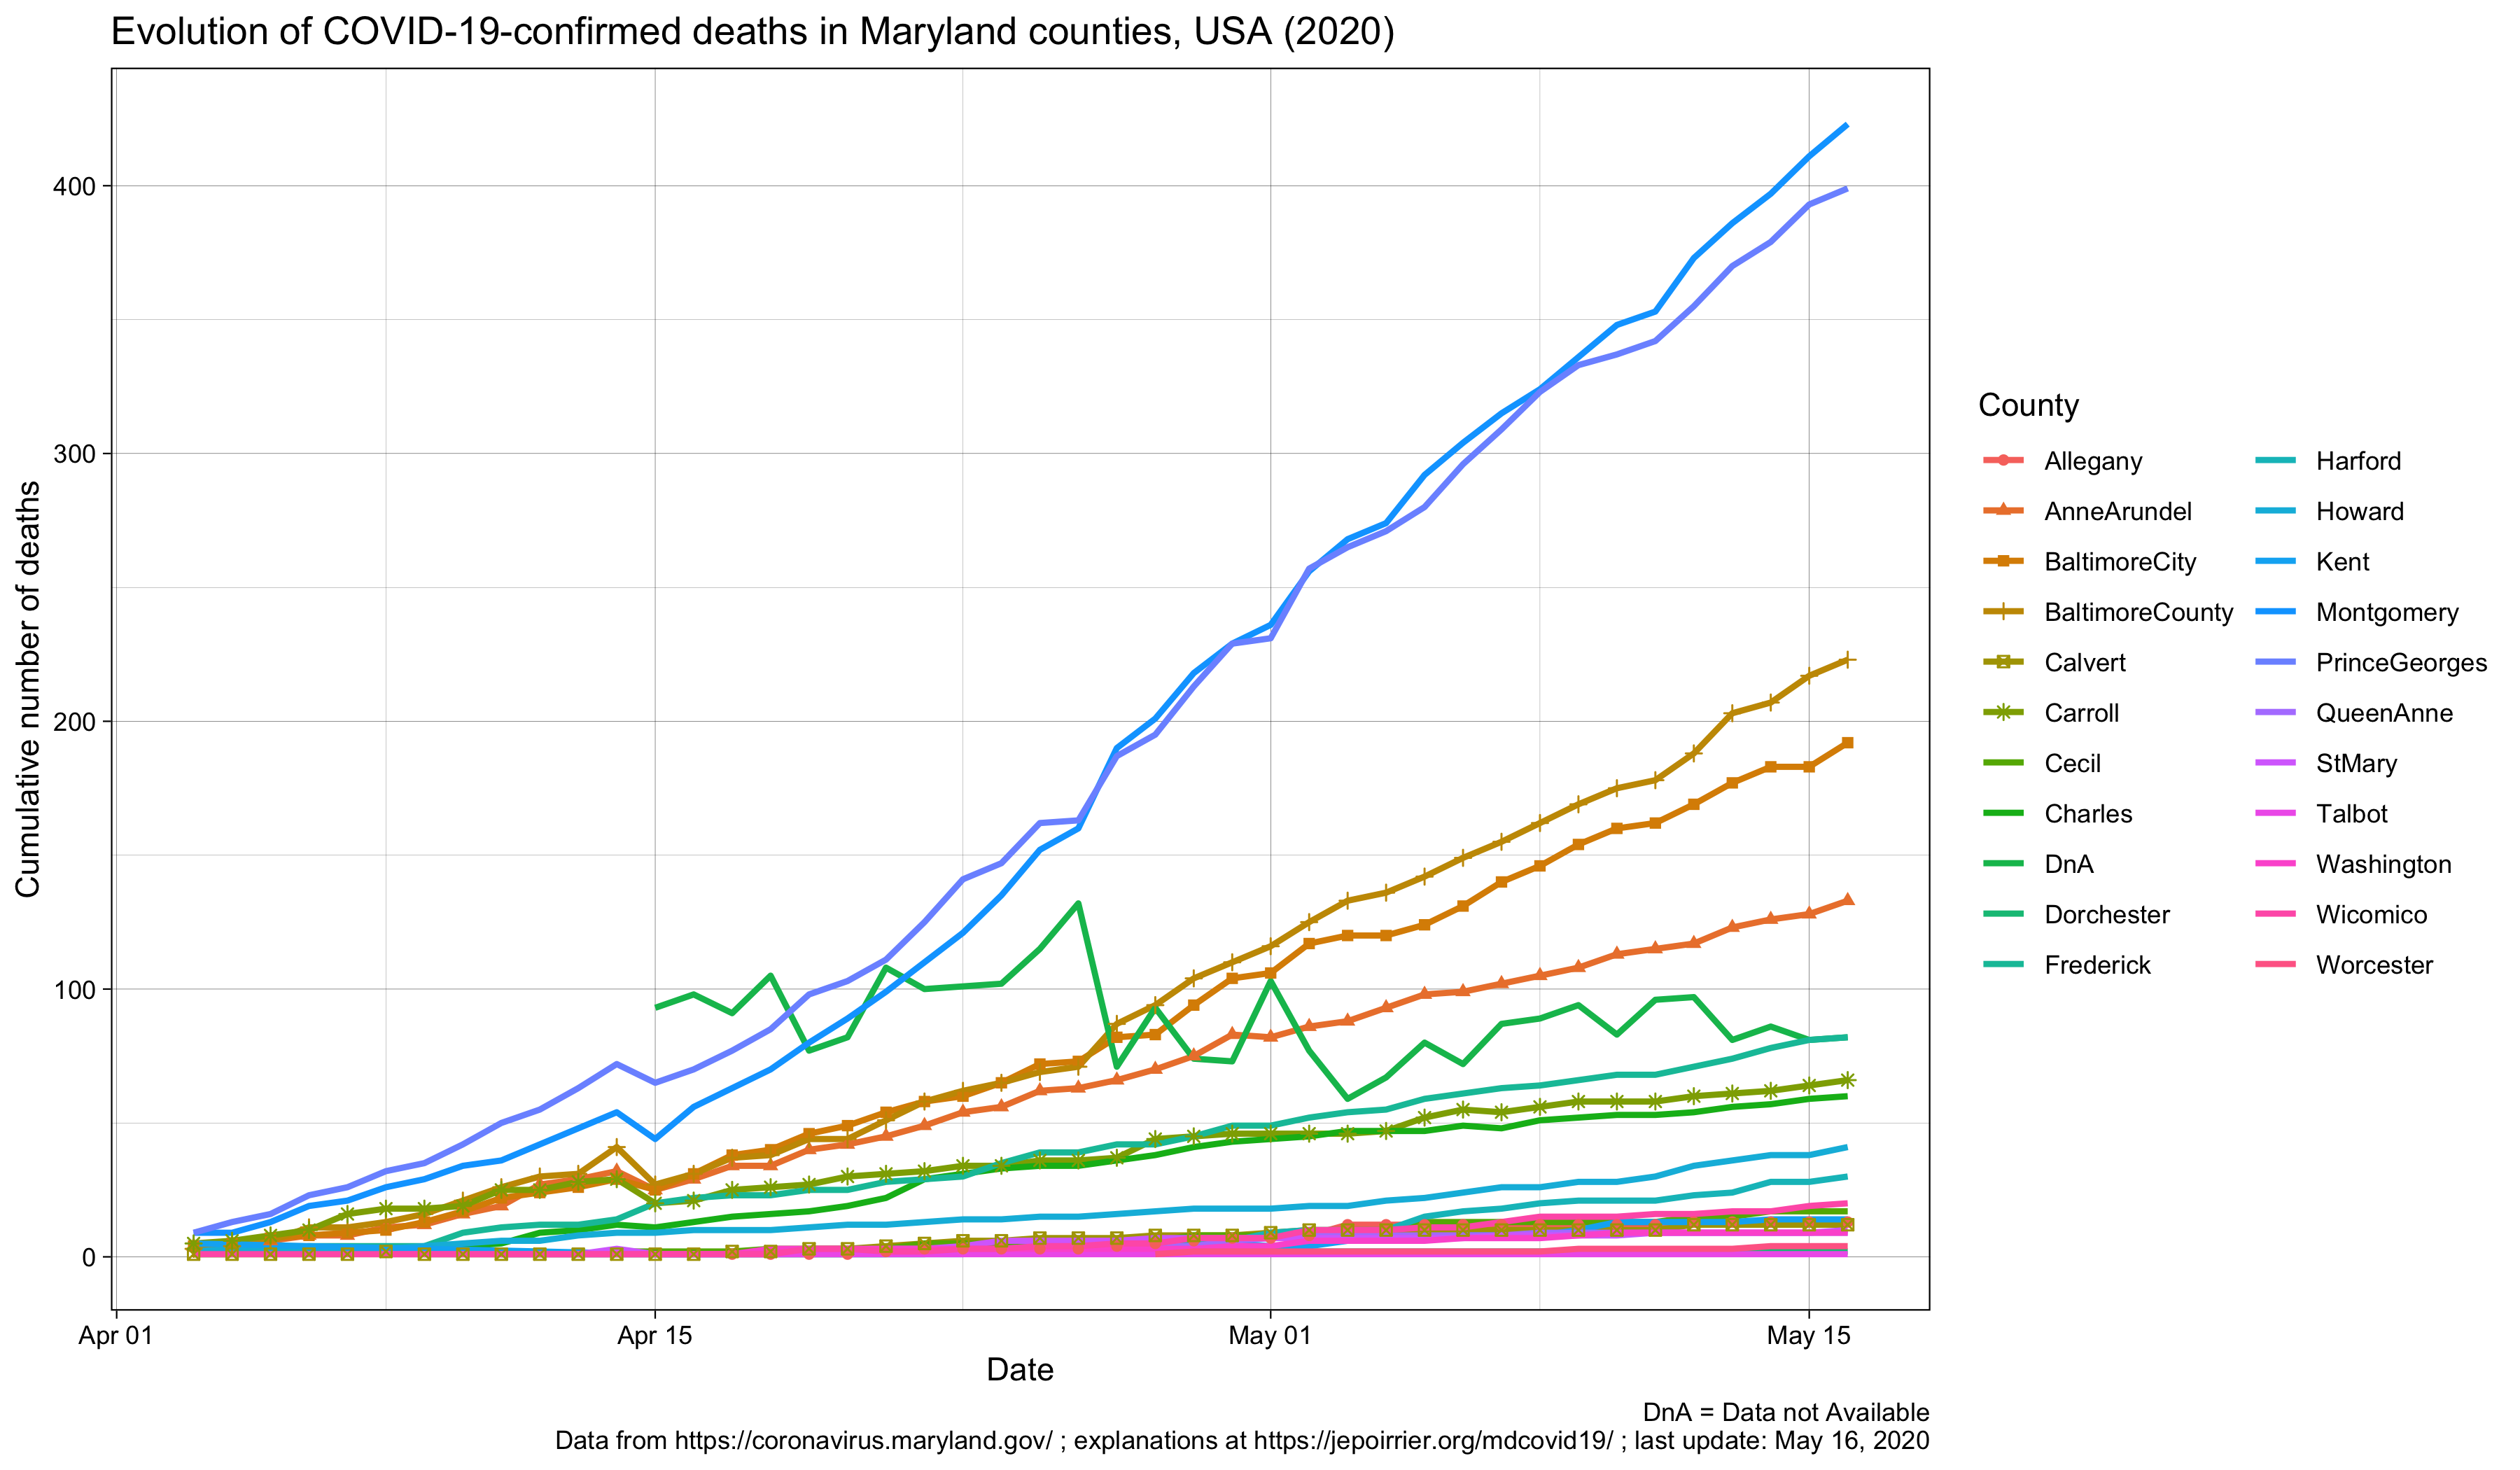 Evolution of COVID-19-confirmed deaths in Maryland counties, USA (2020)
Cumulative number of deaths
400
300
200
100
0
Apr 01
Apr 15
May 01
May 15
Date
County
Allegany
AnneArundel
BaltimoreCity
BaltimoreCounty
Calvert
Carroll
Cecil
Charles
DnA
Dorchester
Frederick
Harford
Howard
Kent
Montgomery
PrinceGeorges
QueenAnne
StMary
Talbot
Washington
Wicomico
Worcester
DnA = Data not Available
Data from https://coronavirus.maryland.gov/ ; explanations at https://jepoirrier.org/mdcovid19/ ; last update: May 16, 2020